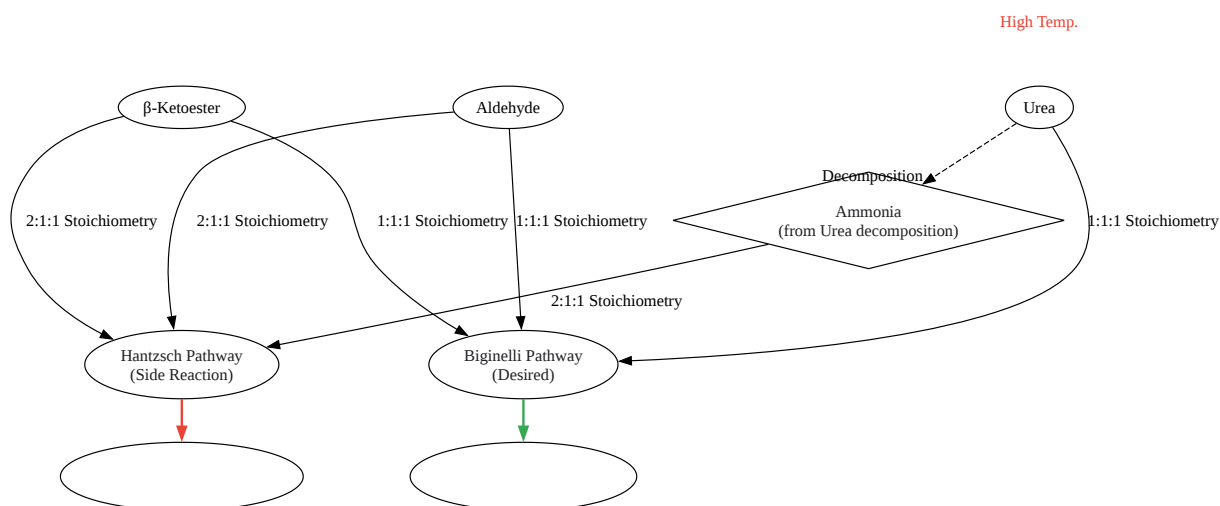 High Temp.
β-Ketoester
Aldehyde
Urea
Decomposition
Ammonia
(from Urea decomposition)
2:1:1 Stoichiometry
2:1:1 Stoichiometry
1:1:1 Stoichiometry
1:1:1 Stoichiometry
1:1:1 Stoichiometry
2:1:1 Stoichiometry
Hantzsch Pathway
(Side Reaction)
Biginelli Pathway
(Desired)